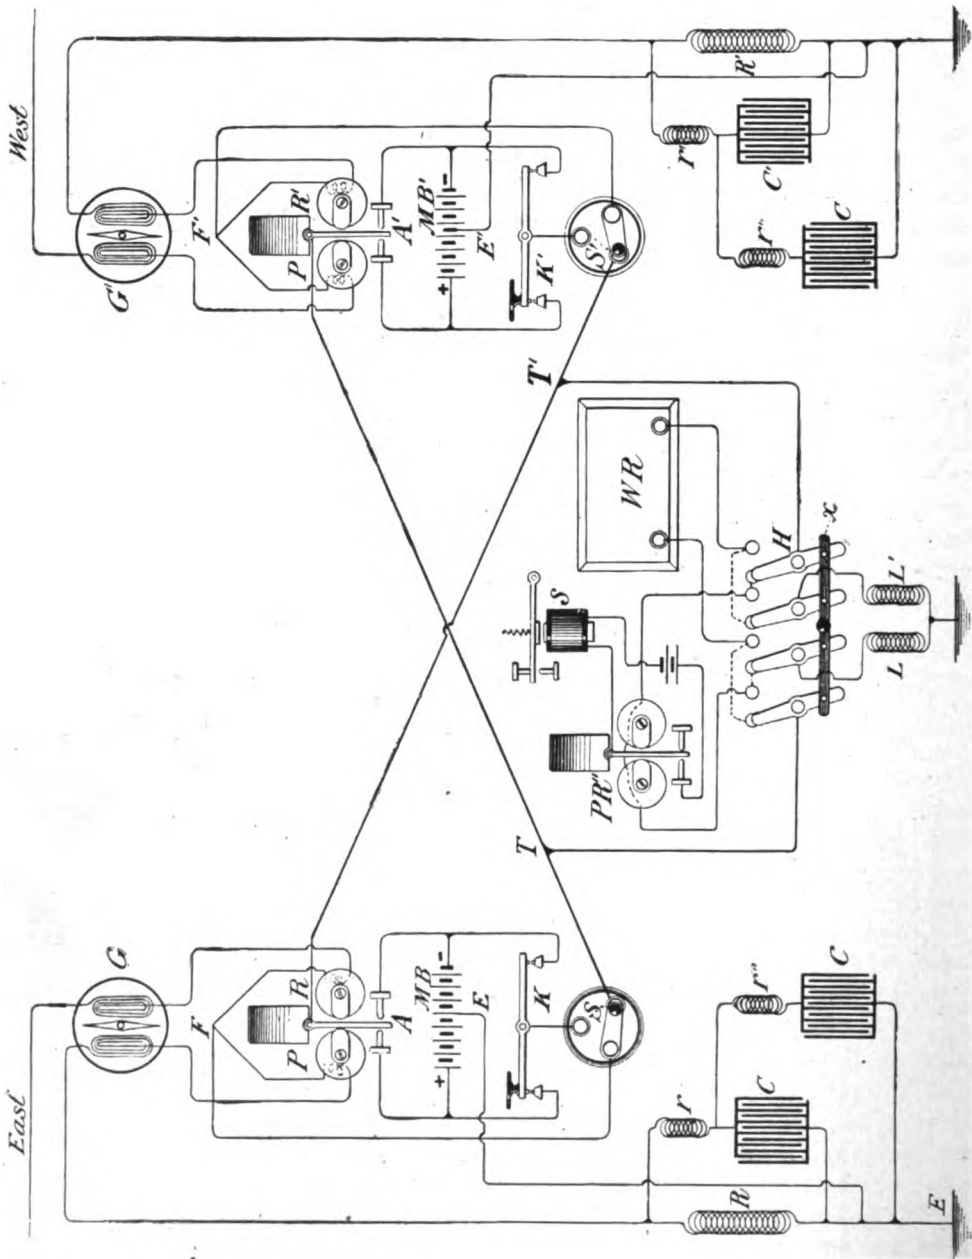 East
West
G
G''
F
F'
P
R
P
R'
A
A'
+
MB
-
+
MB'
-
E
E'
K
K'
S
S'
T
T'
PR''
S
WR
H
x
L
L'
R
r
C
r''
C
E
R'
r''
C'
r''
C